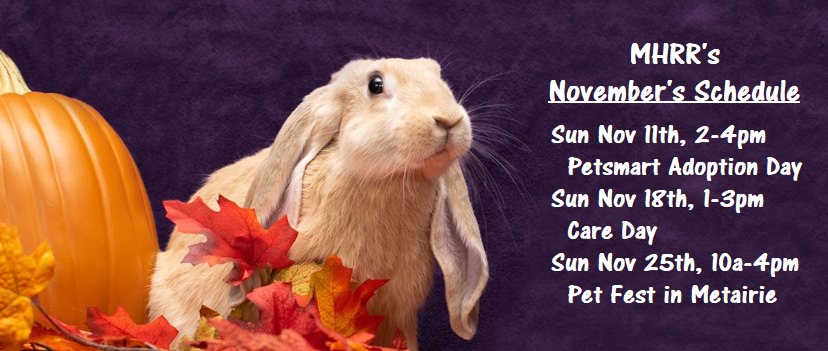 MHRR's
November's Schedule
Sun Nov 11th, 2-4pm
Petsmart Adoption Day
Sun Nov 18th, 1-3pm
Care Day
Sun Nov 25th, 10a-4pm
Pet Fest in Metairie